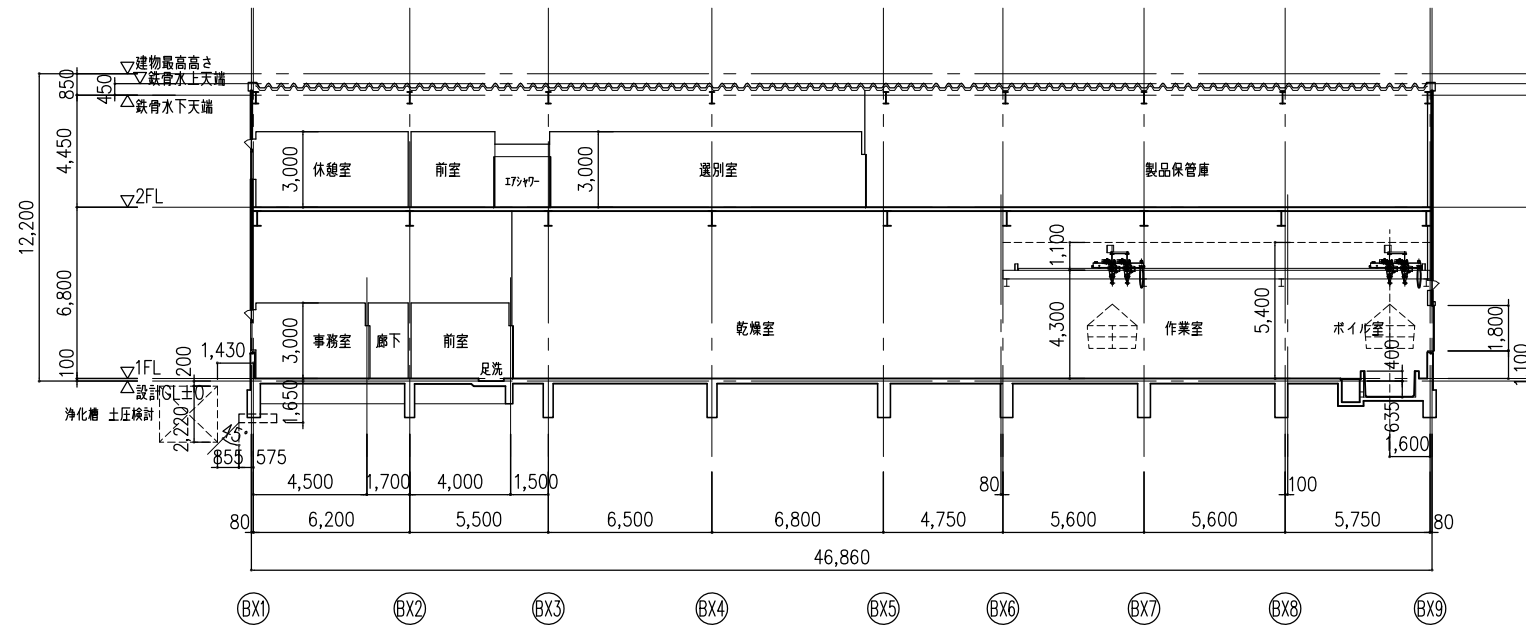 建物最高高さ
鉄骨水上天端
鉄骨水下天端
850
450
4,450
12,200
6,800
100
2FL
1FL
設計GL±0
200
1,430
浄化槽 土圧検討
2,220
45°
855
575
1,650
休憩室
3,000
前室
エアシャワー
3,000
選別室
製品保管庫
事務室
3,000
廊下
前室
足洗
乾燥室
1,100
4,300
5,400
作業室
ボイル室
1,800
1,100
400
635
1,600
4,500
1,700
4,000
1,500
80
100
80
6,200
5,500
6,500
6,800
4,750
5,600
5,600
5,750
80
46,860
BX1
BX2
BX3
BX4
BX5
BX6
BX7
BX8
BX9